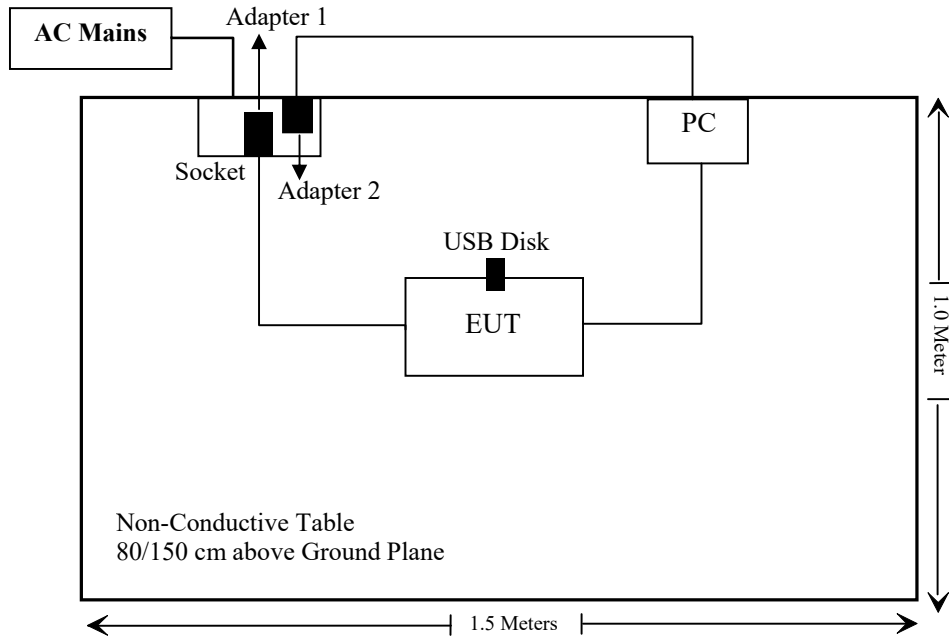 Adapter 1
AC Mains
PC
Socket
Adapter 2
USB Disk
EUT
1.0 Meter
Non-Conductive Table
80/150 cm above Ground Plane
1.5 Meters